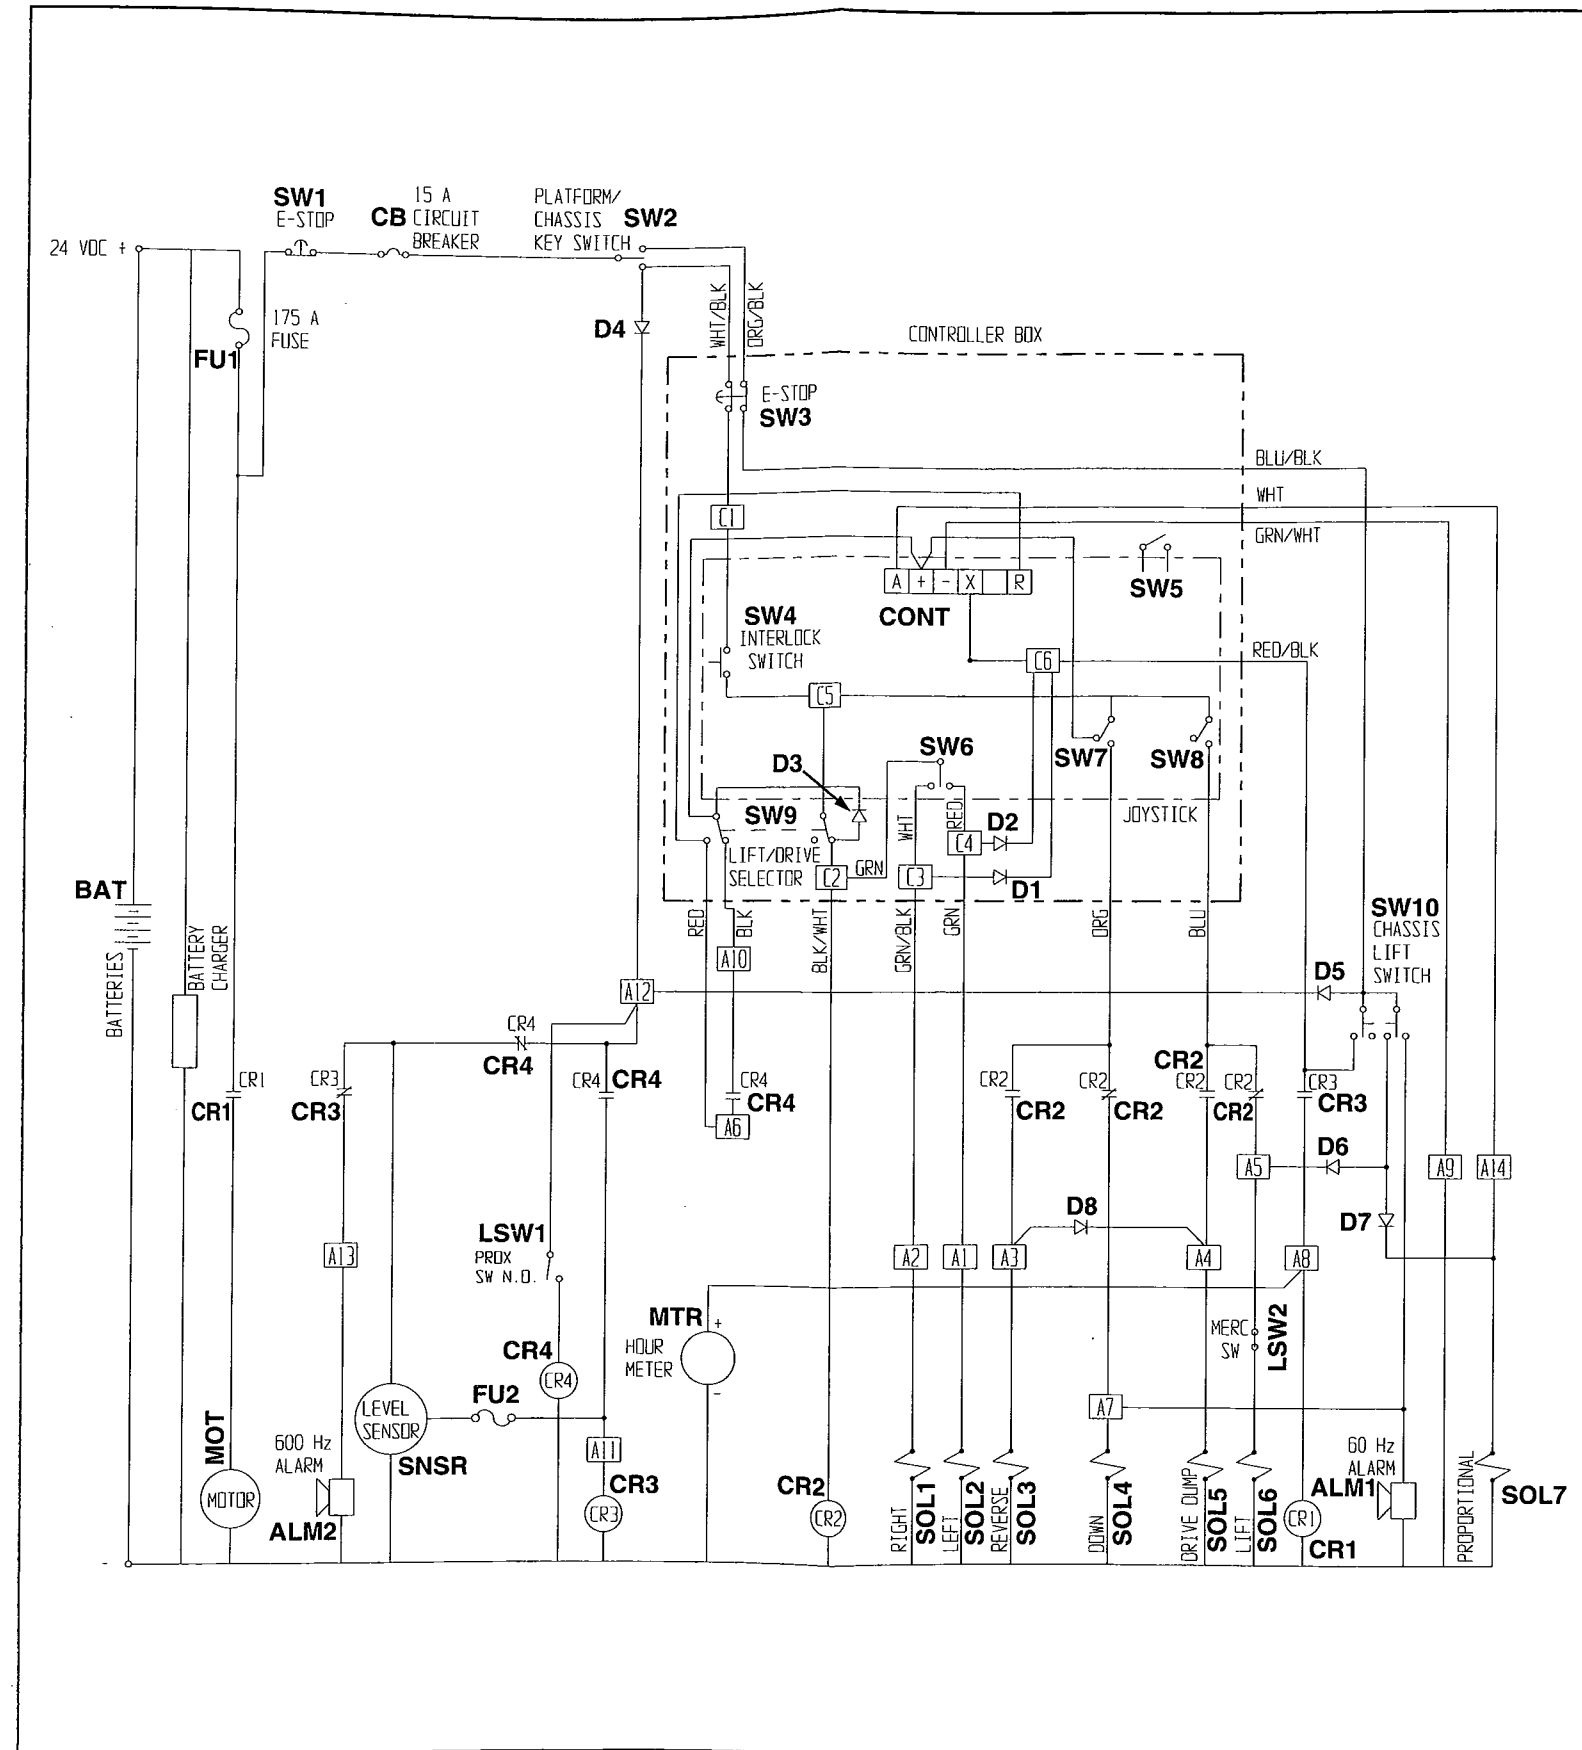 SW1
E-STOP
CB
15 A
CIRCUIT
BREAKER
PLATFORM/
CHASSIS
KEY SWITCH
SW2
24 VDC +
175 A
FUSE
FU1
D4
WHT/BLK
ORG/BLK
CONTROLLER BOX
E-STOP
SW3
BLU/BLK
WHT
GRN/WHT
C1
A + - X R
CONT
SW5
SW4
INTERLOCK
SWITCH
C6
RED/BLK
C5
SW6
SW7
SW8
D3
SW9
WHT
RED
JOYSTICK
C4
D2
LIFT/DRIVE
SELECTOR
C2
GRN
C3
D1
BAT
BATTERIES
BATTERY
CHARGER
RED
BLK
BLK/WHT
GRN/BLK
GRN
ORG
BLU
SW10
CHASSIS
LIFT
SWITCH
A10
A12
D5
CR4
CR4
CR1
CR1
CR3
CR3
CR4
CR4
CR4
CR4
A6
CR2
CR2
CR2
CR2
CR2
CR2
CR2
CR2
CR3
CR3
A5
D6
A9
A14
D7
D8
A13
LSW1
PROX
SW N.O.
A2
A1
A3
A4
A8
MTR
HOUR
METER
+
-
MERC
SW
LSW2
CR4
CR4
FU2
LEVEL
SENSOR
SNSR
A7
A11
MOT
MOTOR
600 Hz
ALARM
ALM2
CR3
CR3
CR2
CR2
RIGHT
SOL1
LEFT
SOL2
REVERSE
SOL3
DOWN
SOL4
DRIVE DUMP
SOL5
LIFT
SOL6
CR1
CR1
60 Hz
ALARM
ALM1
PROPORTIONAL
SOL7
-